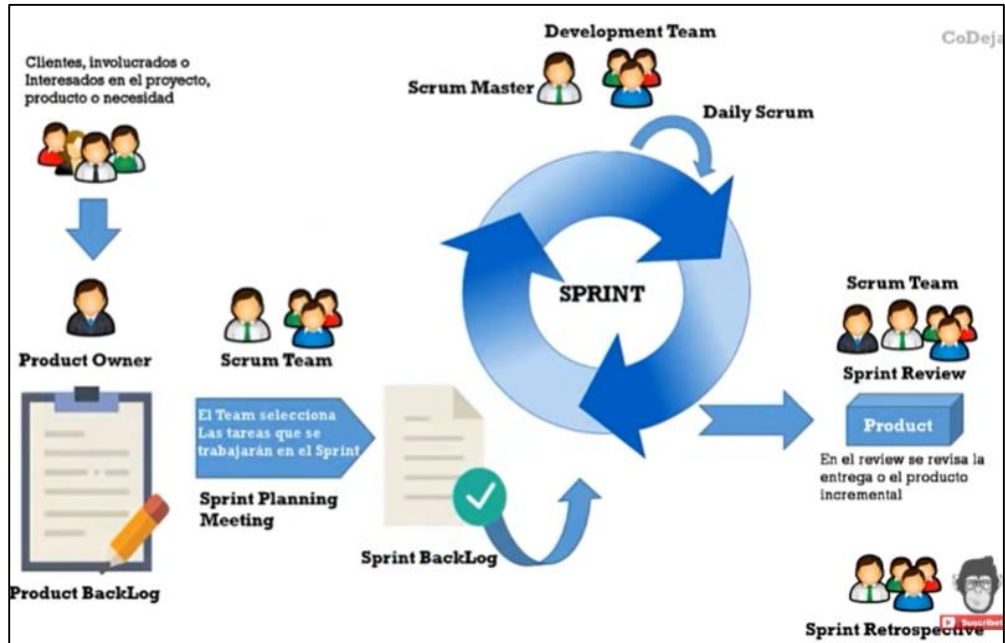 Clientes, involucrados o
Interesados en el proyecto,
producto o necesidad
Product Owner
Product BackLog
Scrum Team
El Team selecciona
Las tareas que se
trabajarán en el Sprint
Sprint Planning
Meeting
Sprint BackLog
Development Team
Scrum Master
Daily Scrum
SPRINT
CoDeja
Scrum Team
Sprint Review
Product
En el review se revisa la
entrega o el producto
incremental
Sprint Retrospective